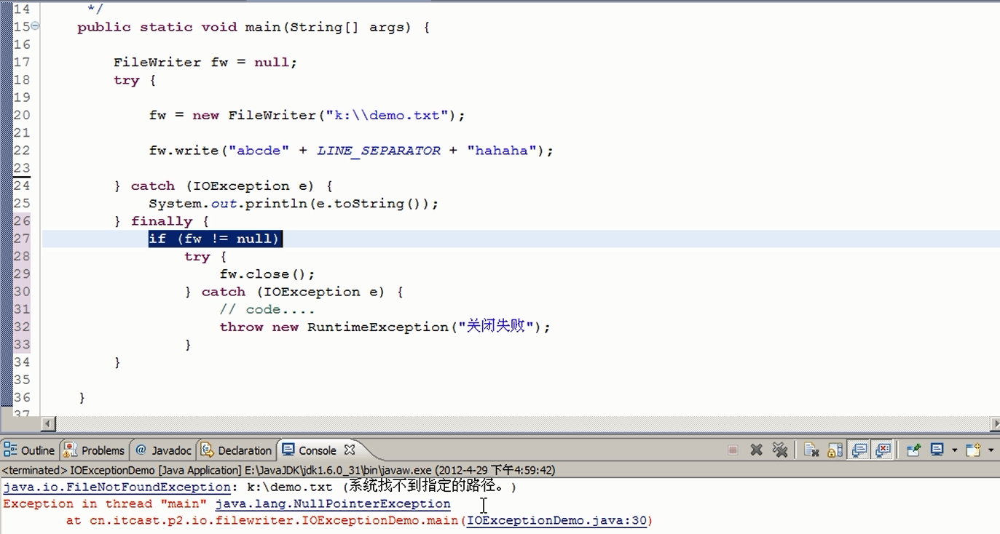 14 */
15 public static void main(String[] args) {
16
17 FileWriter fw = null;
18 try {
19
20 fw = new FileWriter("k:\\demo.txt");
21
22 fw.write("abcde" + LINE_SEPARATOR + "hahaha");
23
24 } catch (IOException e) {
25 System.out.println(e.toString());
26 } finally {
27 if (fw != null)
28 try {
29 fw.close();
30 } catch (IOException e) {
31 // code....
32 throw new RuntimeException("关闭失败");
33 }
34 }
35
36 }
37
Outline Problems @ Javadoc Declaration Console
<terminated> IOExceptionDemo [Java Application] E:\JavaJDK\jdk1.6.0_31\bin\javaw.exe (2012-4-29 下午4:59:42)
java.io.FileNotFoundException: k:\demo.txt (系统找不到指定的路径。)
Exception in thread "main" java.lang.NullPointerException
at cn.itcast.p2.io.filewriter.IOExceptionDemo.main(IOExceptionDemo.java:30)